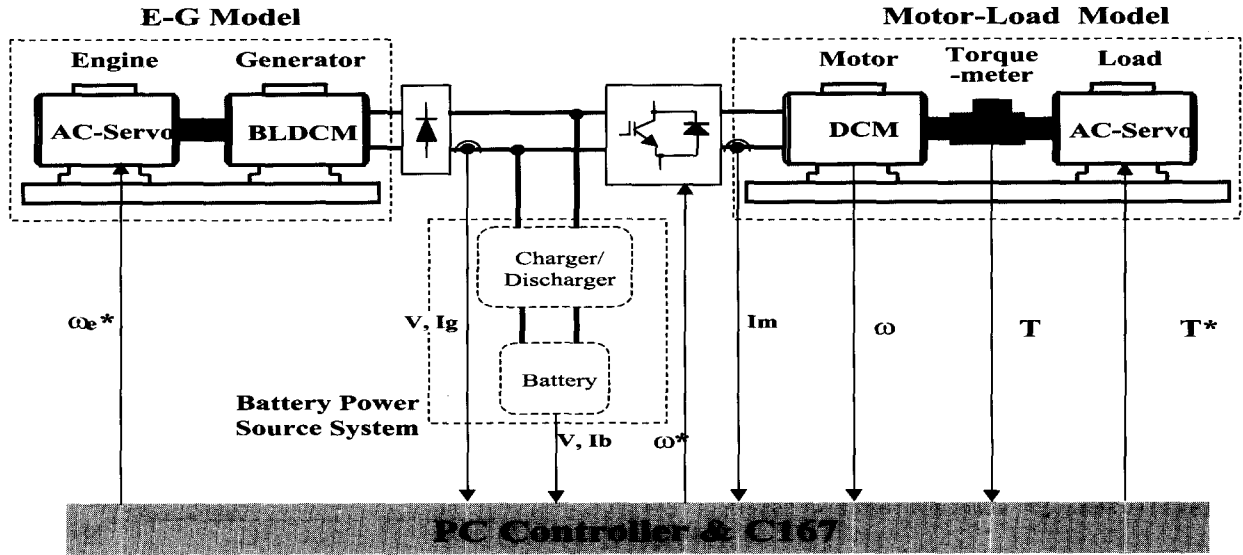 E-G Model
Motor-Load Model
Engine
Generator
Motor
Torque
-meter
Load
AC-Servo
BLDCM
DCM
AC-Servo
Charger/
Discharger
ωe*
V, Ig
Im
ω
T
T*
Battery
Battery Power
Source System
V, Ib
ω*
PC Controller & C167